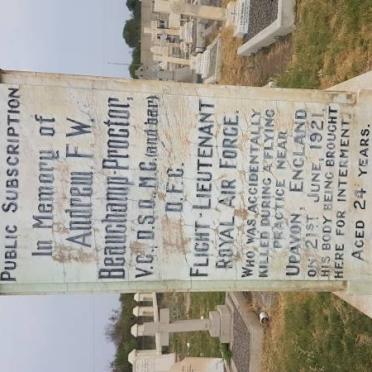 PUBLIC SUBSCRIPTION
In Memory of
Andrew F W.
Beauchamp-Proctor,
V.C., D.S.O., M.C. (and Bar)
D.F.C.
FLIGHT-LIEUTENANT
ROYAL AIR FORCE.
WHO WAS ACCIDENTALLY
KILLED DURING A FLYING
PRACTICE NEAR
UPAVON, ENGLAND
ON 21ST JUNE, 1921,
HIS BODY BEING BROUGHT
HERE FOR INTERMENT.
AGED 24 YEARS.